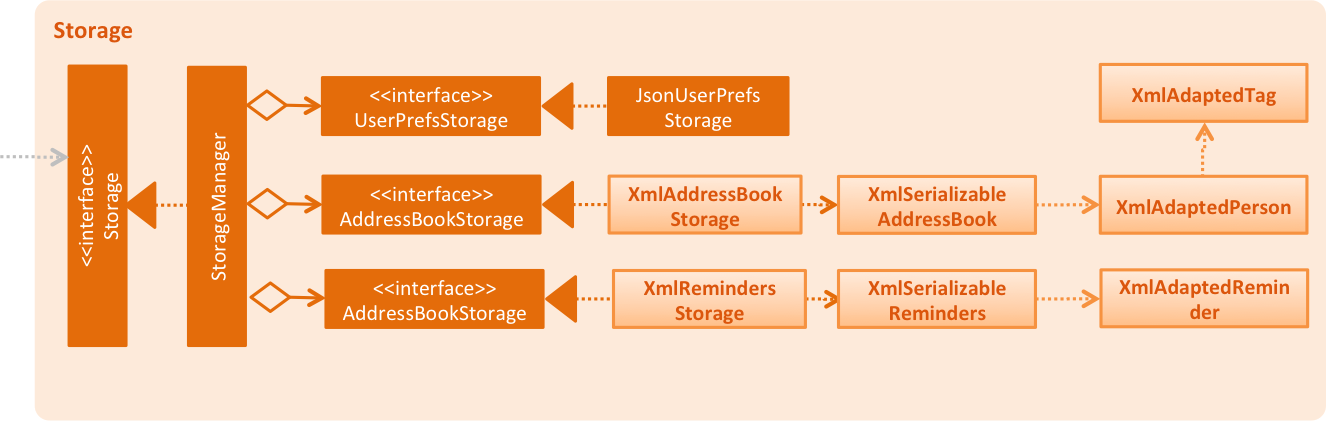 Storage
<<interface>>
Storage
StorageManager
<<interface>>
UserPrefsStorage
JsonUserPrefs
Storage
XmlAdaptedTag
<<interface>>
AddressBookStorage
XmlAddressBook
Storage
XmlSerializable
AddressBook
XmlAdaptedPerson
<<interface>>
AddressBookStorage
XmlReminders
Storage
XmlSerializable
Reminders
XmlAdaptedRemin
der